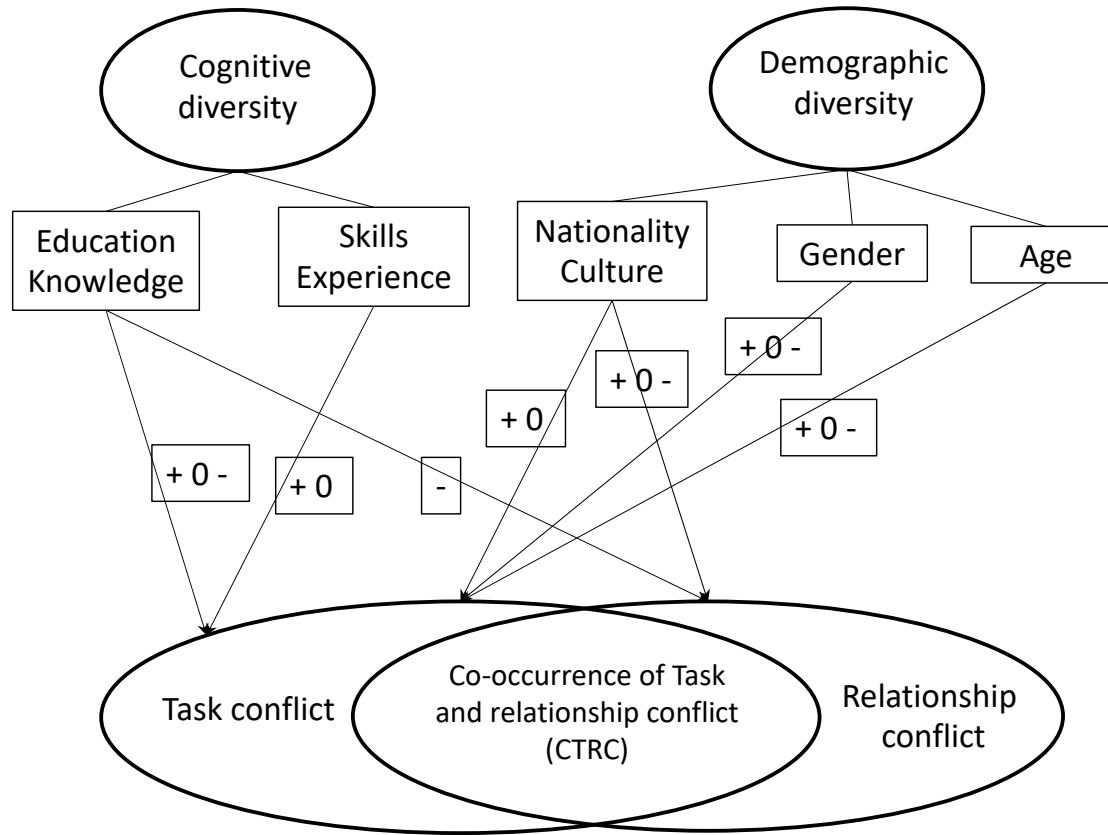 Cognitive
diversity
Demographic
diversity
Education
Knowledge
Skills
Experience
Nationality
Culture
Gender
Age
+ 0 -
+ 0
-
+ 0
+ 0 -
+ 0 -
+ 0 -
Task conflict
Co-occurrence of Task
and relationship conflict
(CTRC)
Relationship
conflict